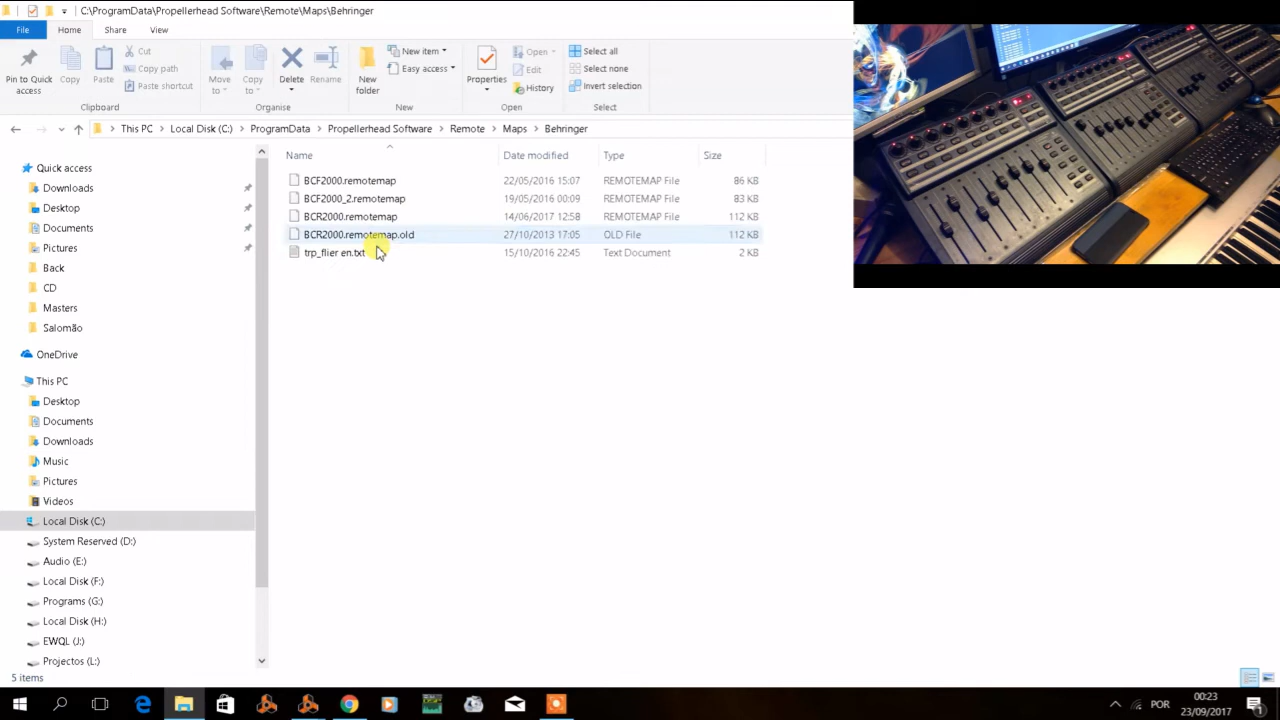 C:\ProgramData\Propellerhead Software\Remote\Maps\Behringer
File Home Share View
Pin to Quick access
Copy
Paste
Cut
Copy path
Paste shortcut
Clipboard
Move to
Copy to
Delete
Rename
Organise
New folder
New item
Easy access
New
Properties
Open
Edit
History
Open
Select all
Select none
Invert selection
Select
This PC > Local Disk (C:) > ProgramData > Propellerhead Software > Remote > Maps > Behringer
Name Date modified Type Size
BCF2000.remotemap 22/05/2016 15:07 REMOTEMAP File 86 KB
BCF2000_2.remotemap 19/05/2016 00:09 REMOTEMAP File 83 KB
BCR2000.remotemap 14/06/2017 12:58 REMOTEMAP File 112 KB
BCR2000.remotemap.old 27/10/2013 17:05 OLD File 112 KB
trp_flier en.txt 15/10/2016 22:45 Text Document 2 KB
Quick access
Downloads
Desktop
Documents
Pictures
Back
CD
Masters
Salomão
OneDrive
This PC
Desktop
Documents
Downloads
Music
Pictures
Videos
Local Disk (C:)
System Reserved (D:)
Audio (E:)
Local Disk (F:)
Programs (G:)
Local Disk (H:)
EWQL (J:)
Projectos (L:)
5 items
POR
00:23
23/09/2017
1